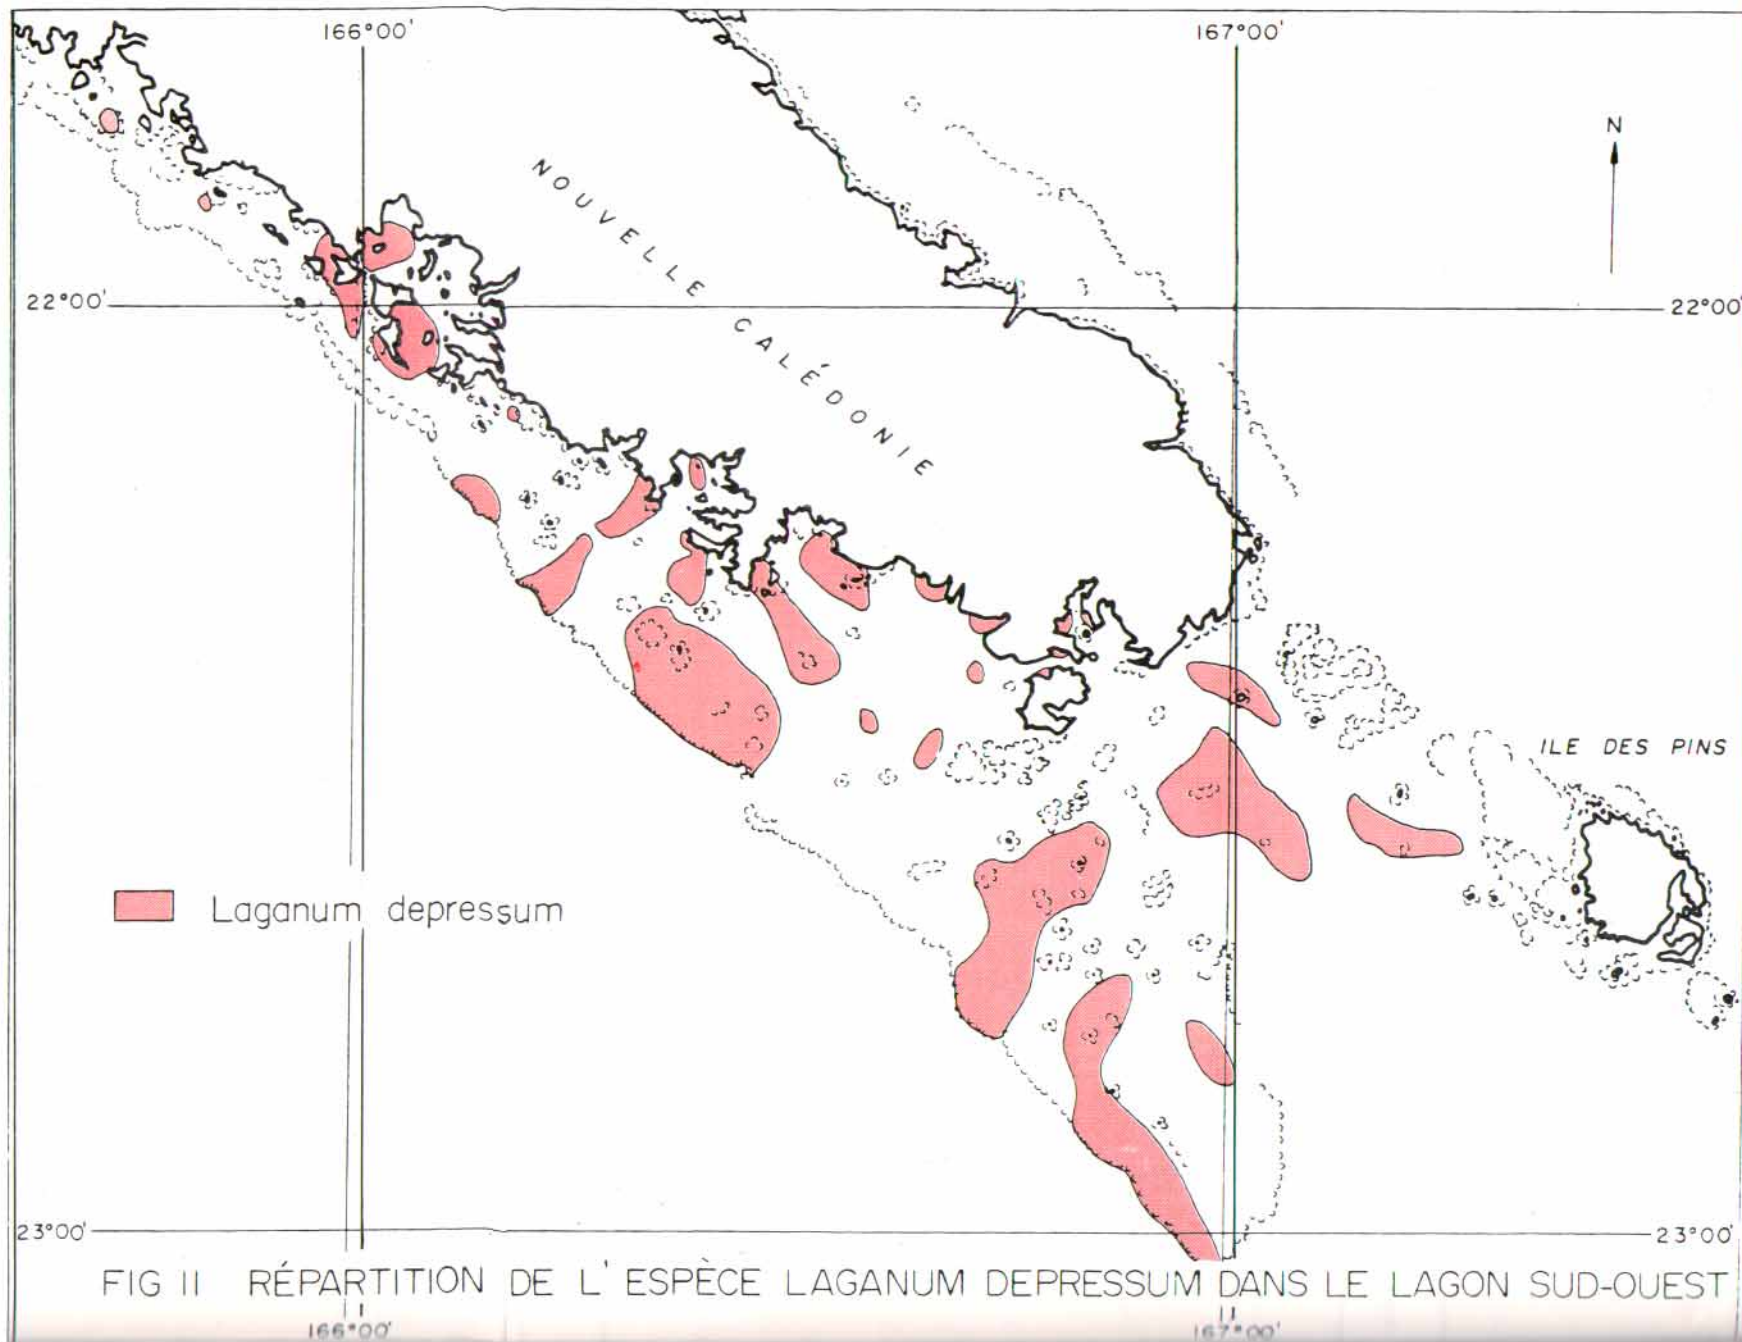 166°00' 167°00'
N
NOUVELLE CALÉDONIE
22°00' 22°00'
ILE DES PINS
Laganum depressum
23°00' 23°00'
FIG 11 RÉPARTITION DE L'ESPÈCE LAGANUM DEPRESSUM DANS LE LAGON SUD-OUEST
166°00' 167°00'